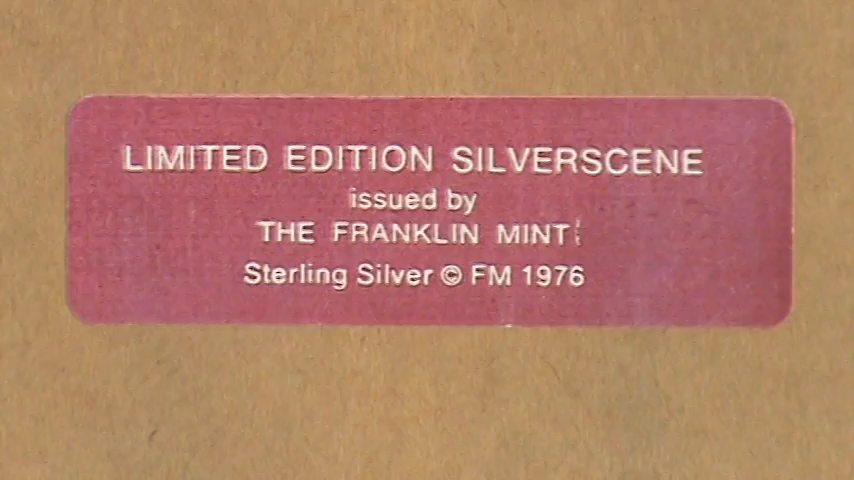 LIMITED EDITION SILVERSCENE
issued by
THE FRANKLIN MINT
Sterling Silver © FM 1976